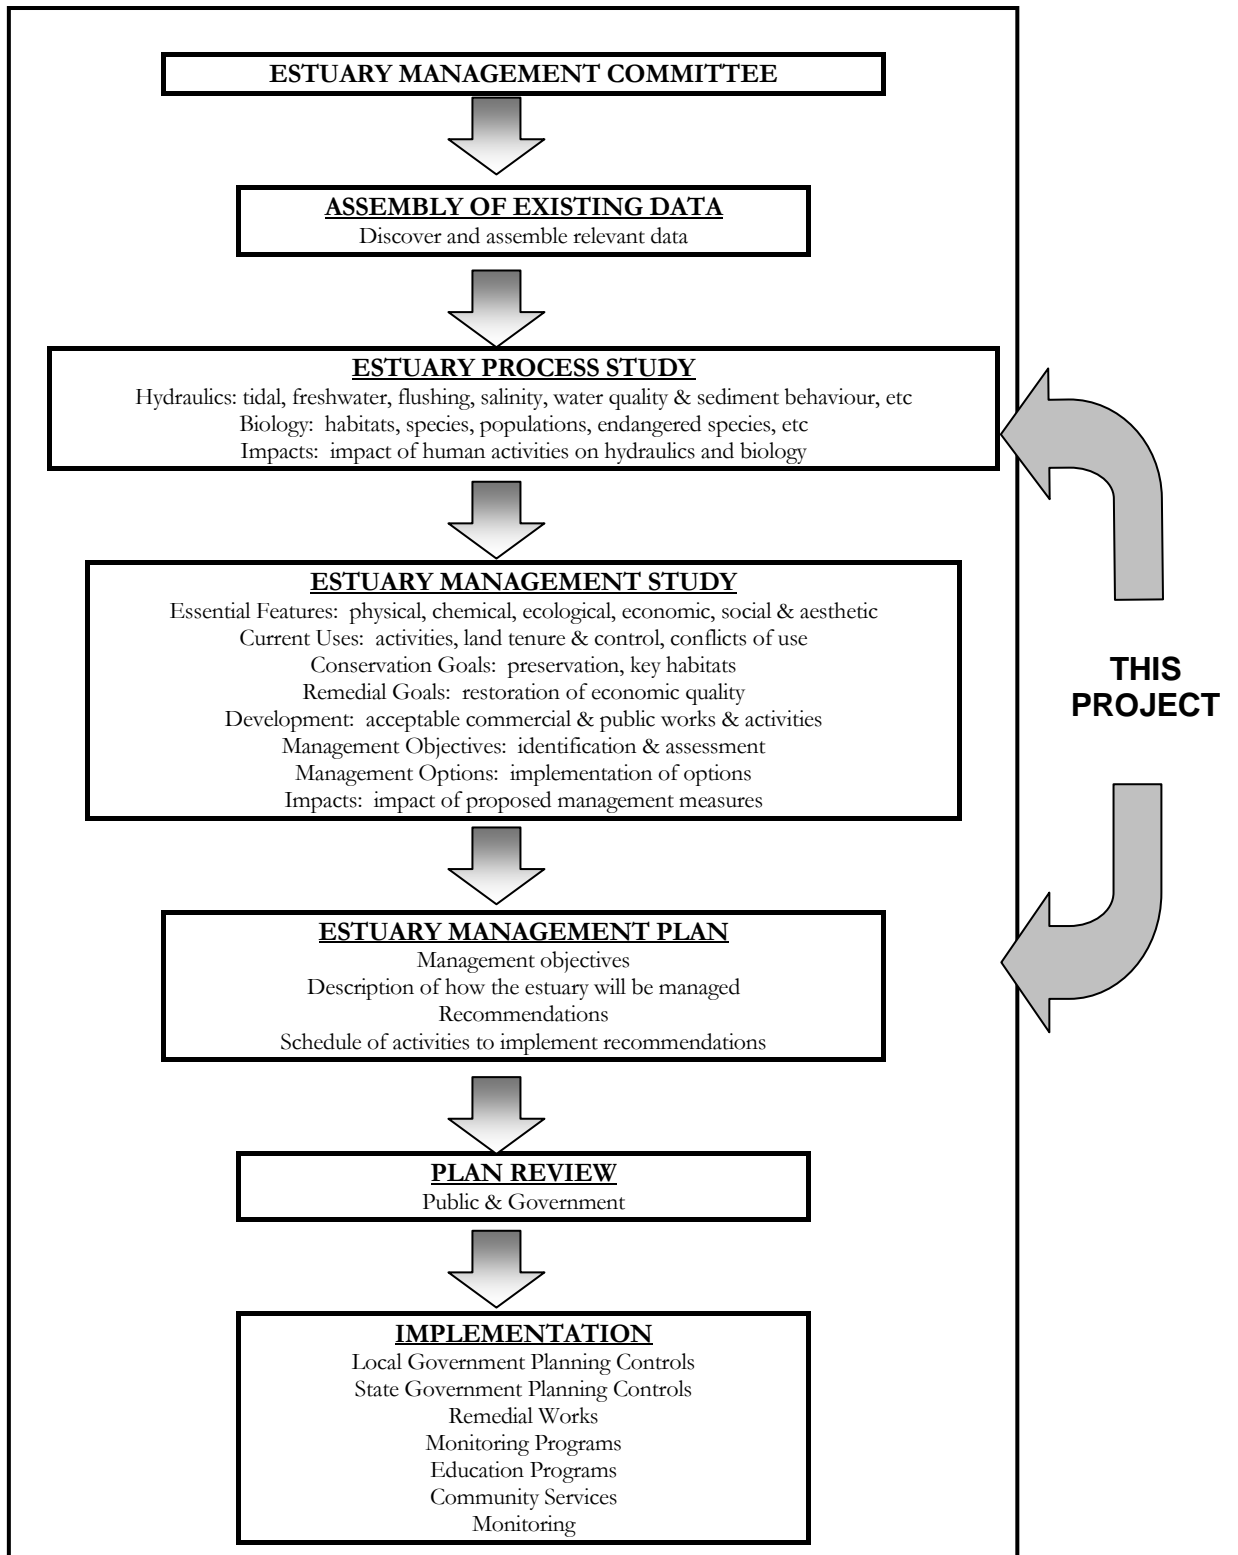 ESTUARY MANAGEMENT COMMITTEE
ASSEMBLY OF EXISTING DATA
Discover and assemble relevant data
ESTUARY PROCESS STUDY
Hydraulics: tidal, freshwater, flushing, salinity, water quality & sediment behaviour, etc
Biology: habitats, species, populations, endangered species, etc
Impacts: impact of human activities on hydraulics and biology
ESTUARY MANAGEMENT STUDY
Essential Features: physical, chemical, ecological, economic, social & aesthetic
Current Uses: activities, land tenure & control, conflicts of use
Conservation Goals: preservation, key habitats
Remedial Goals: restoration of economic quality
Development: acceptable commercial & public works & activities
Management Objectives: identification & assessment
Management Options: implementation of options
Impacts: impact of proposed management measures
THIS
PROJECT
ESTUARY MANAGEMENT PLAN
Management objectives
Description of how the estuary will be managed
Recommendations
Schedule of activities to implement recommendations
PLAN REVIEW
Public & Government
IMPLEMENTATION
Local Government Planning Controls
State Government Planning Controls
Remedial Works
Monitoring Programs
Education Programs
Community Services
Monitoring